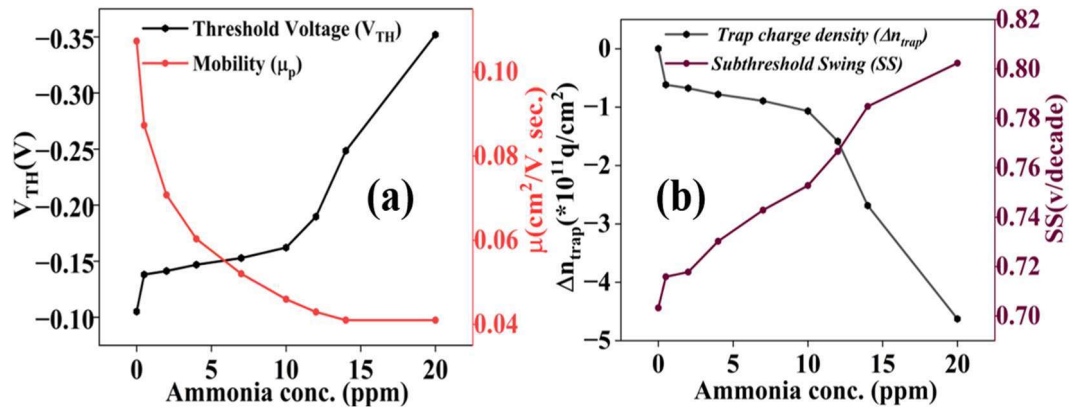 Threshold Voltage (V_TH)
Mobility (μ_p)
(a)
−0.35
−0.30
−0.25
−0.20
−0.15
−0.10
V_TH(V)
0.10
0.08
0.06
0.04
μ(cm²/V. sec.)
0 5 10 15 20
Ammonia conc. (ppm)
Trap charge density (Δn_trap)
Subthreshold Swing (SS)
(b)
0
−1
−2
−3
−4
−5
Δn_trap(*10¹¹q/cm²)
0.82
0.80
0.78
0.76
0.74
0.72
0.70
SS(v/decade)
0 5 10 15 20
Ammonia conc. (ppm)